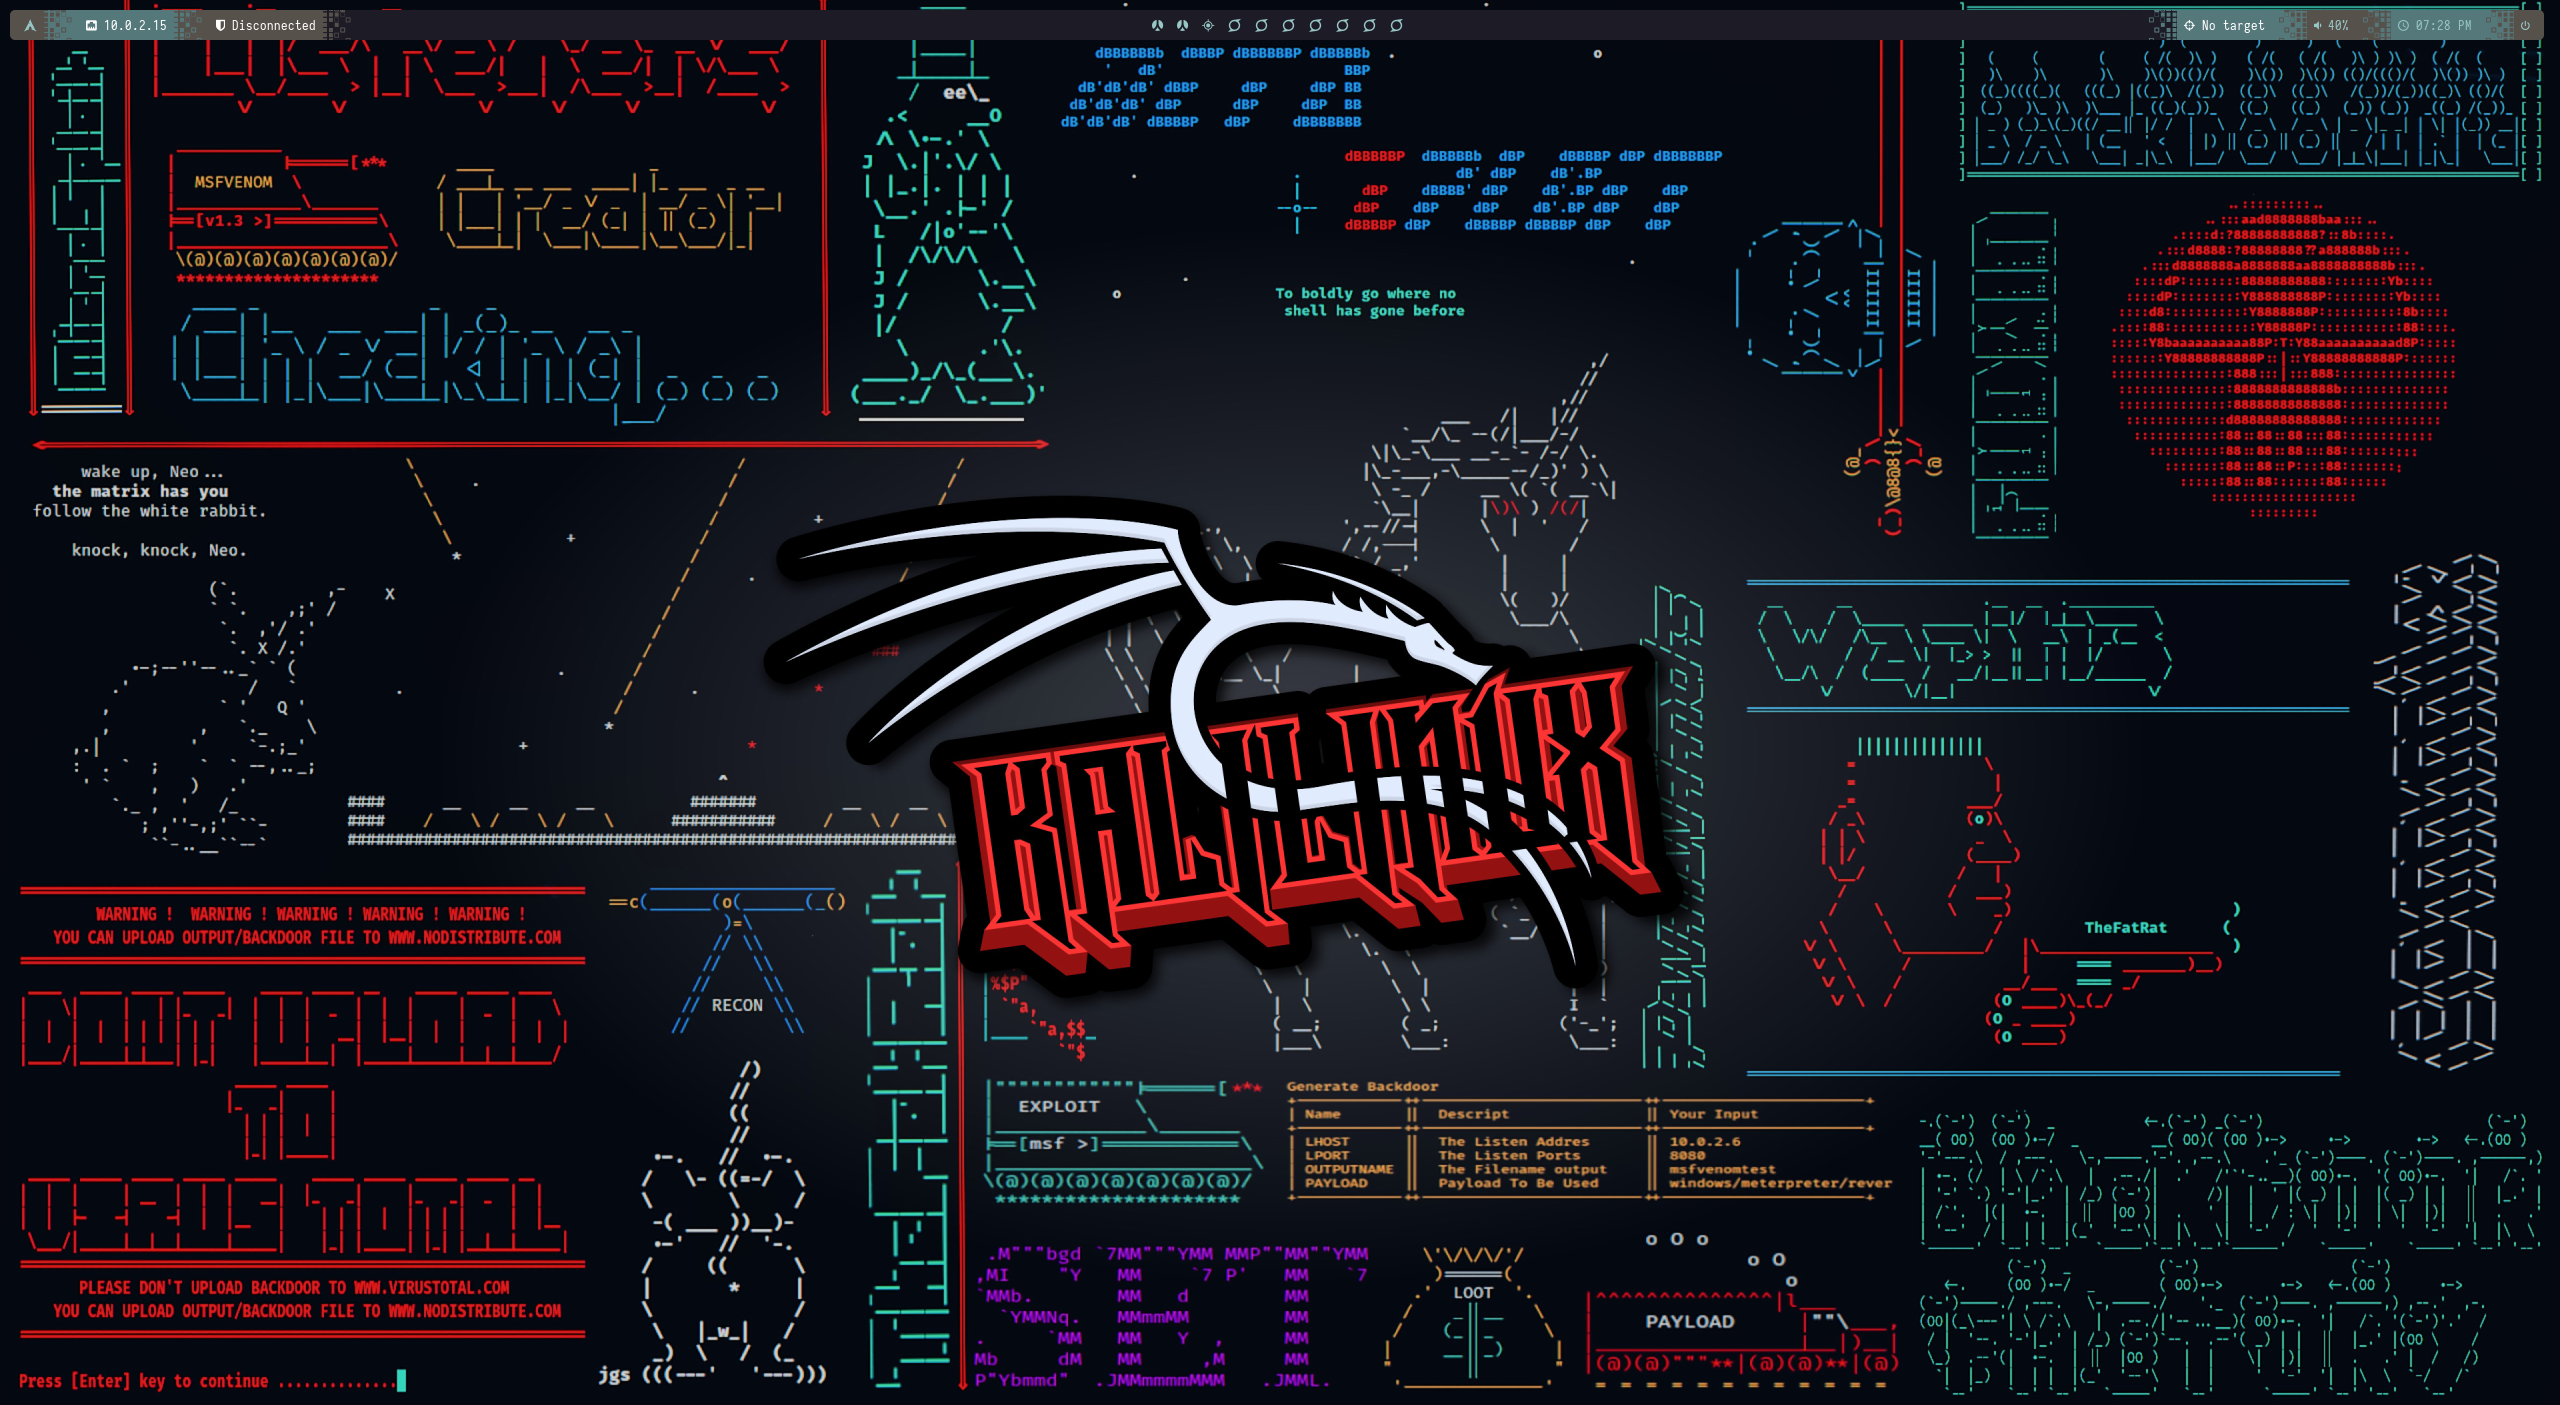 10.0.2.15
Disconnected
No target
40%
07:28 PM
MSFVENOM
[v1.3 >]
Creator
Checking...
To boldly go where no
shell has gone before
wake up, Neo...
the matrix has you
follow the white rabbit.
knock, knock, Neo.
KALILINUX
WARNING ! WARNING ! WARNING ! WARNING ! WARNING !
YOU CAN UPLOAD OUTPUT/BACKDOOR FILE TO WWW.NODISTRIBUTE.COM
DONT UPLOAD
TO
VIRUS TOTAL
PLEASE DON'T UPLOAD BACKDOOR TO WWW.VIRUSTOTAL.COM
YOU CAN UPLOAD OUTPUT/BACKDOOR FILE TO WWW.NODISTRIBUTE.COM
Press [Enter] key to continue ..............
RECON
jgs
EXPLOIT
[msf >]
Generate Backdoor
Name || Descript || Your Input
LHOST || The Listen Addres || 10.0.2.6
LPORT || The Listen Ports || 8080
OUTPUTNAME || The Filename output || msfvenomtest
PAYLOAD || Payload To Be Used || windows/meterpreter/rever
SET
LOOT
PAYLOAD
Wapiti3
TheFatRat
BACKDOOR
FACTORY